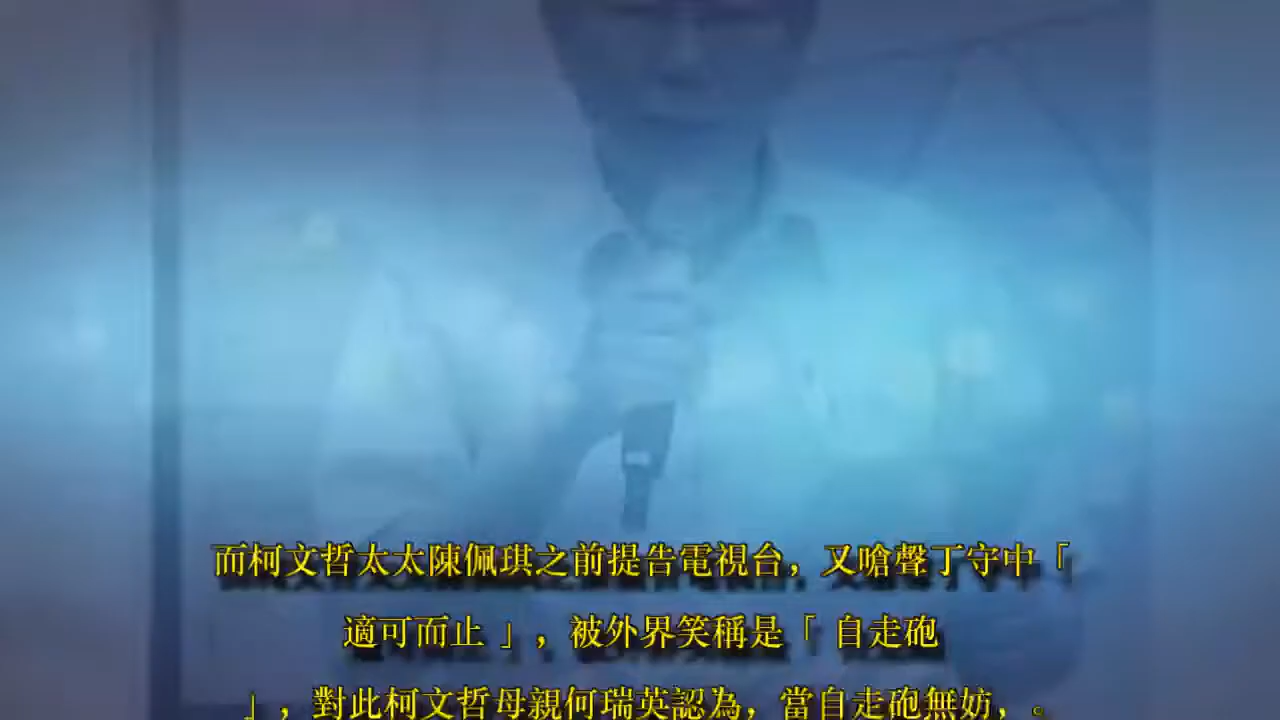 而柯文哲太太陳佩琪之前提告電視台，又嗆聲丁守中「
適可而止 」，被外界笑稱是「 自走砲
」，對此柯文哲母親何瑞英認為，當自走砲無妨，。